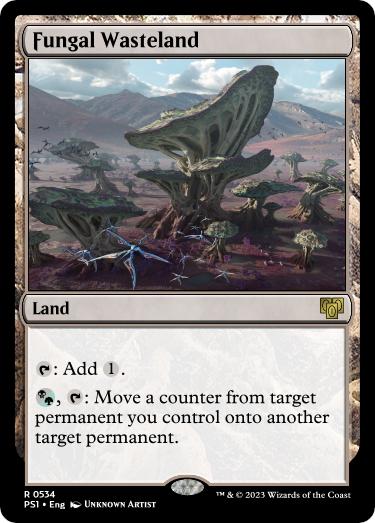 Fungal Wasteland
Land
: Add 1.
, : Move a counter from target
permanent you control onto another
target permanent.
R 0534
PS1 • Eng Unknown Artist
™ & © 2023 Wizards of the Coast